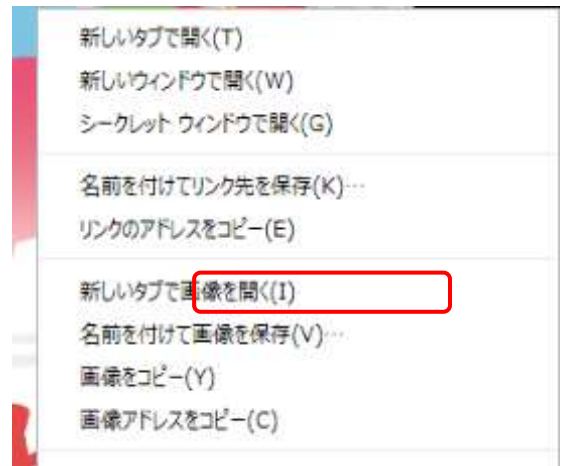 新しいタブで開く(T)
新しいウィンドウで開く(W)
シークレット ウィンドウで開く(G)
名前を付けてリンク先を保存(K)…
リンクのアドレスをコピー(E)
新しいタブで画像を開く(I)
名前を付けて画像を保存(V)…
画像をコピー(Y)
画像アドレスをコピー(C)